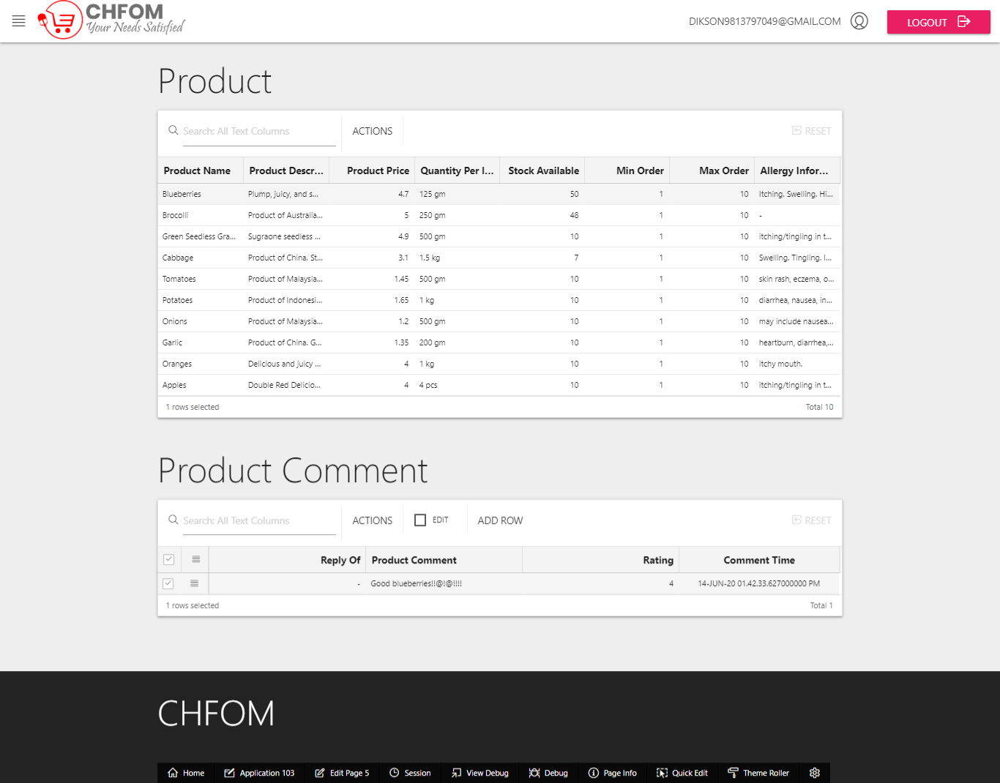 CHFOM
Your Needs Satisfied
DIKSON9813797049@GMAIL.COM
LOGOUT
Product
Search: All Text Columns ACTIONS RESET
Product Name Product Descr... Product Price Quantity Per I... Stock Available Min Order Max Order Allergy Infor...
Blueberries Plump, juicy, and s... 4.7 125 gm 50 1 10 Itching. Swelling. Hi...
Brocolli Product of Australia... 5 250 gm 48 1 10 -
Green Seedless Gra... Sugraone seedless ... 4.9 500 gm 10 1 10 itching/tingling in t...
Cabbage Product of China. St... 3.1 1.5 kg 7 1 10 Swelling. Tingling. I...
Tomatoes Product of Malaysia... 1.45 500 gm 10 1 10 skin rash, eczema, o...
Potatoes Product of Indonesi... 1.65 1 kg 10 1 10 diarrhea, nausea, in...
Onions Product of Malaysia... 1.2 500 gm 10 1 10 may include nausea...
Garlic Product of China. G... 1.35 200 gm 10 1 10 heartburn, diarrhea,...
Oranges Delicious and juicy ... 4 1 kg 10 1 10 itchy mouth.
Apples Double Red Delicio... 4 4 pcs 10 1 10 itching/tingling in t...
1 rows selected Total 10
Product Comment
Search: All Text Columns ACTIONS EDIT ADD ROW RESET
Reply Of Product Comment Rating Comment Time
- Good blueberries!!@!@!!!! 4 14-JUN-20 01.42.33.627000000 PM
1 rows selected Total 1
CHFOM
Home Application 103 Edit Page 5 Session View Debug Debug Page Info Quick Edit Theme Roller